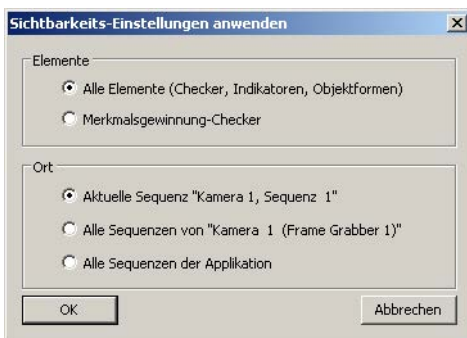 Sichtbarkeits-Einstellungen anwenden
Elemente
Alle Elemente (Checker, Indikatoren, Objektformen)
Merkmalsgewinnung-Checker
Ort
Aktuelle Sequenz "Kamera 1, Sequenz 1"
Alle Sequenzen von "Kamera 1 (Frame Grabber 1)"
Alle Sequenzen der Applikation
OK Abbrechen